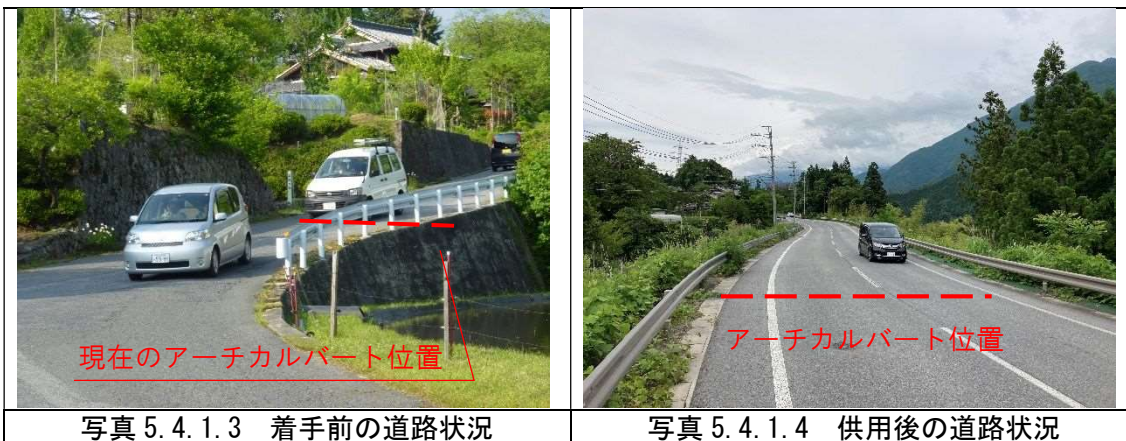 現在のアーチカルバート位置
アーチカルバート位置
写真 5.4.1.3 着手前の道路状況
写真 5.4.1.4 供用後の道路状況